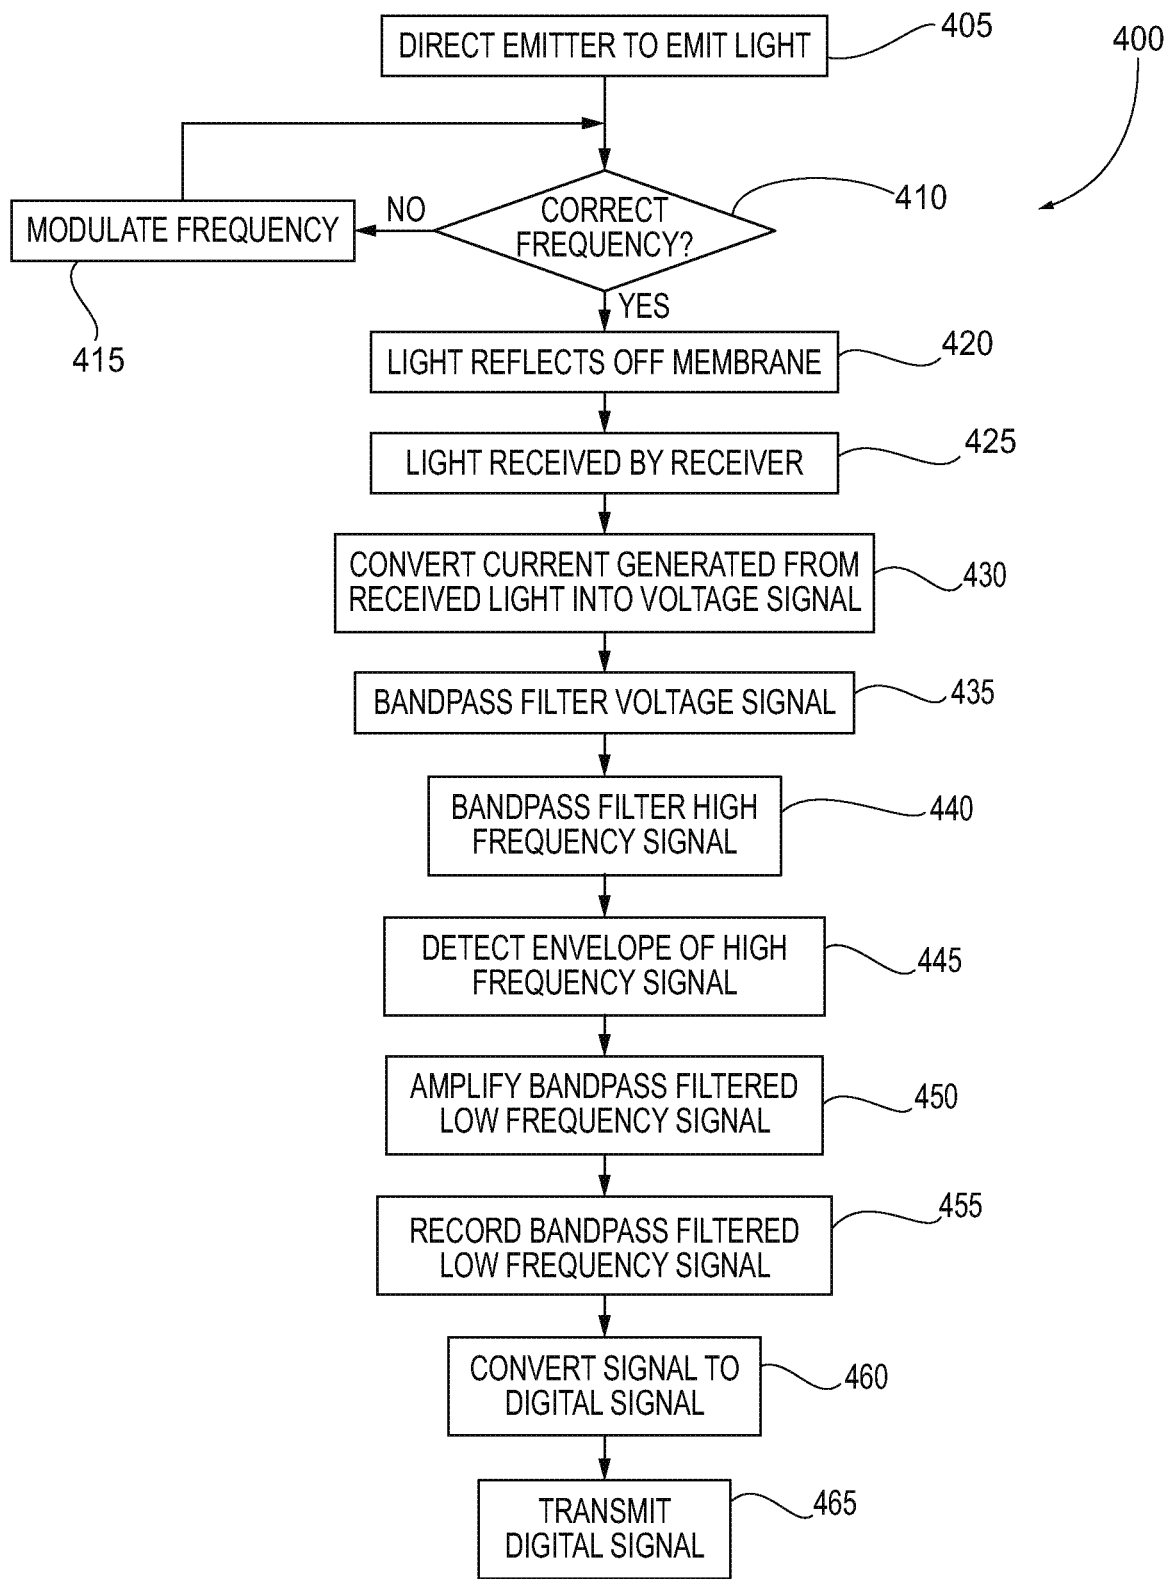 DIRECT EMITTER TO EMIT LIGHT
405
400
CORRECT
FREQUENCY?
410
NO
MODULATE FREQUENCY
415
YES
LIGHT REFLECTS OFF MEMBRANE
420
LIGHT RECEIVED BY RECEIVER
425
CONVERT CURRENT GENERATED FROM
RECEIVED LIGHT INTO VOLTAGE SIGNAL
430
BANDPASS FILTER VOLTAGE SIGNAL
435
BANDPASS FILTER HIGH
FREQUENCY SIGNAL
440
DETECT ENVELOPE OF HIGH
FREQUENCY SIGNAL
445
AMPLIFY BANDPASS FILTERED
LOW FREQUENCY SIGNAL
450
RECORD BANDPASS FILTERED
LOW FREQUENCY SIGNAL
455
CONVERT SIGNAL TO
DIGITAL SIGNAL
460
TRANSMIT
DIGITAL SIGNAL
465